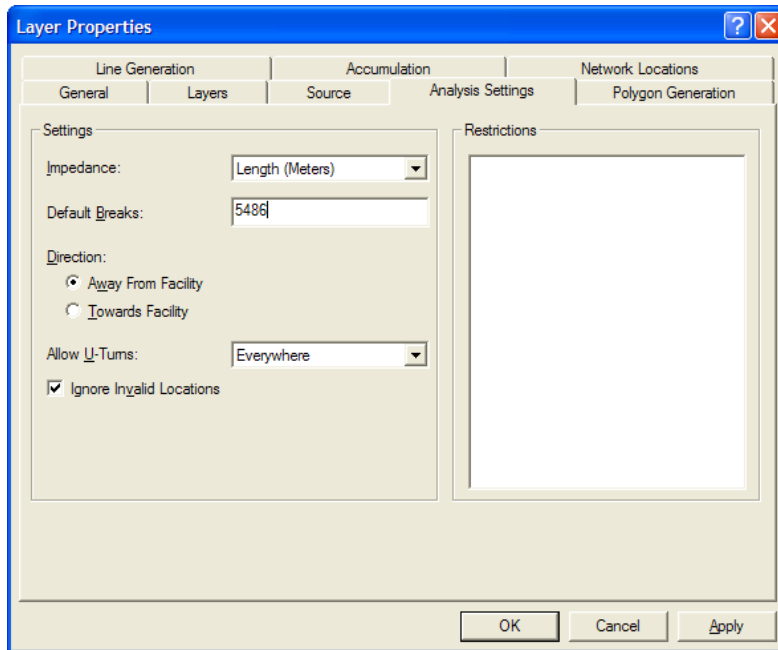 Layer Properties
Line Generation
Accumulation
Network Locations
General
Layers
Source
Analysis Settings
Polygon Generation
Settings
Impedance:
Length (Meters)
Default Breaks:
5486
Direction:
Away From Facility
Towards Facility
Allow U-Turns:
Everywhere
Ignore Invalid Locations
Restrictions
OK
Cancel
Apply